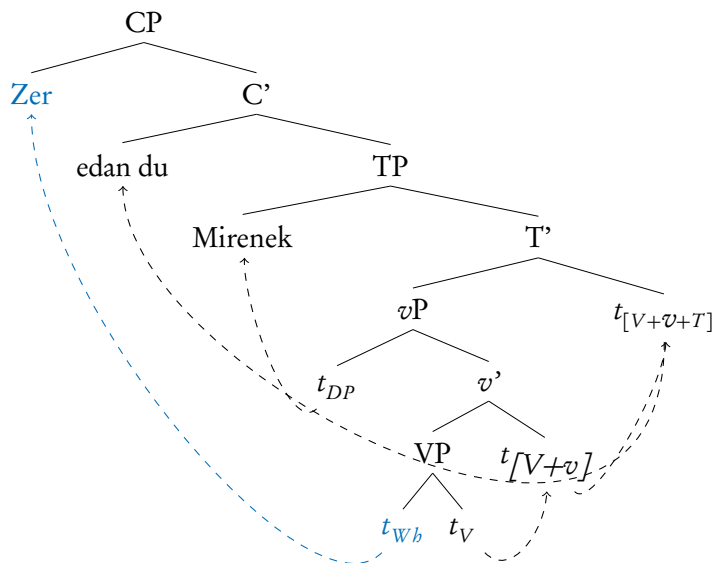 CP
Zer C’
edan du TP
Mirenek T’
vP t[V+v+T]
tDP v’
VP t[V+v]
tWh tV